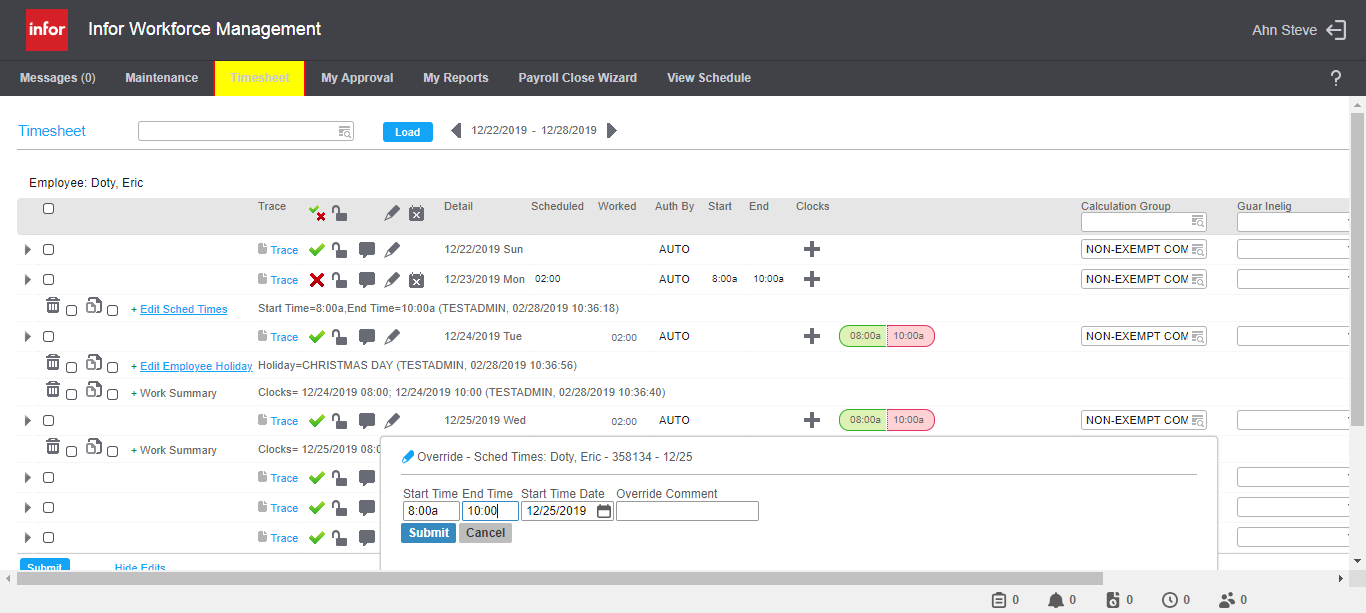 infor Infor Workforce Management Ahn Steve
Messages (0) Maintenance Timesheet My Approval My Reports Payroll Close Wizard View Schedule ?
Timesheet Load 12/22/2019 - 12/28/2019
Employee: Doty, Eric
Trace Detail Scheduled Worked Auth By Start End Clocks Calculation Group Guar Inelig
Trace 12/22/2019 Sun AUTO NON-EXEMPT COM
Trace 12/23/2019 Mon 02:00 AUTO 8:00a 10:00a NON-EXEMPT COM
+ Edit Sched Times Start Time=8:00a,End Time=10:00a (TESTADMIN, 02/28/2019 10:36:18)
Trace 12/24/2019 Tue 02:00 AUTO 08:00a 10:00a NON-EXEMPT COM
+ Edit Employee Holiday Holiday=CHRISTMAS DAY (TESTADMIN, 02/28/2019 10:36:56)
+ Work Summary Clocks= 12/24/2019 08:00; 12/24/2019 10:00 (TESTADMIN, 02/28/2019 10:36:40)
Trace 12/25/2019 Wed 02:00 AUTO 08:00a 10:00a NON-EXEMPT COM
+ Work Summary Clocks= 12/25/2019 08:0
Override - Sched Times: Doty, Eric - 358134 - 12/25
Trace
Start Time End Time Start Time Date Override Comment
Trace 8:00a 10:00 12/25/2019
Submit Cancel
Trace
Submit Hide Edits
0 0 0 0 0